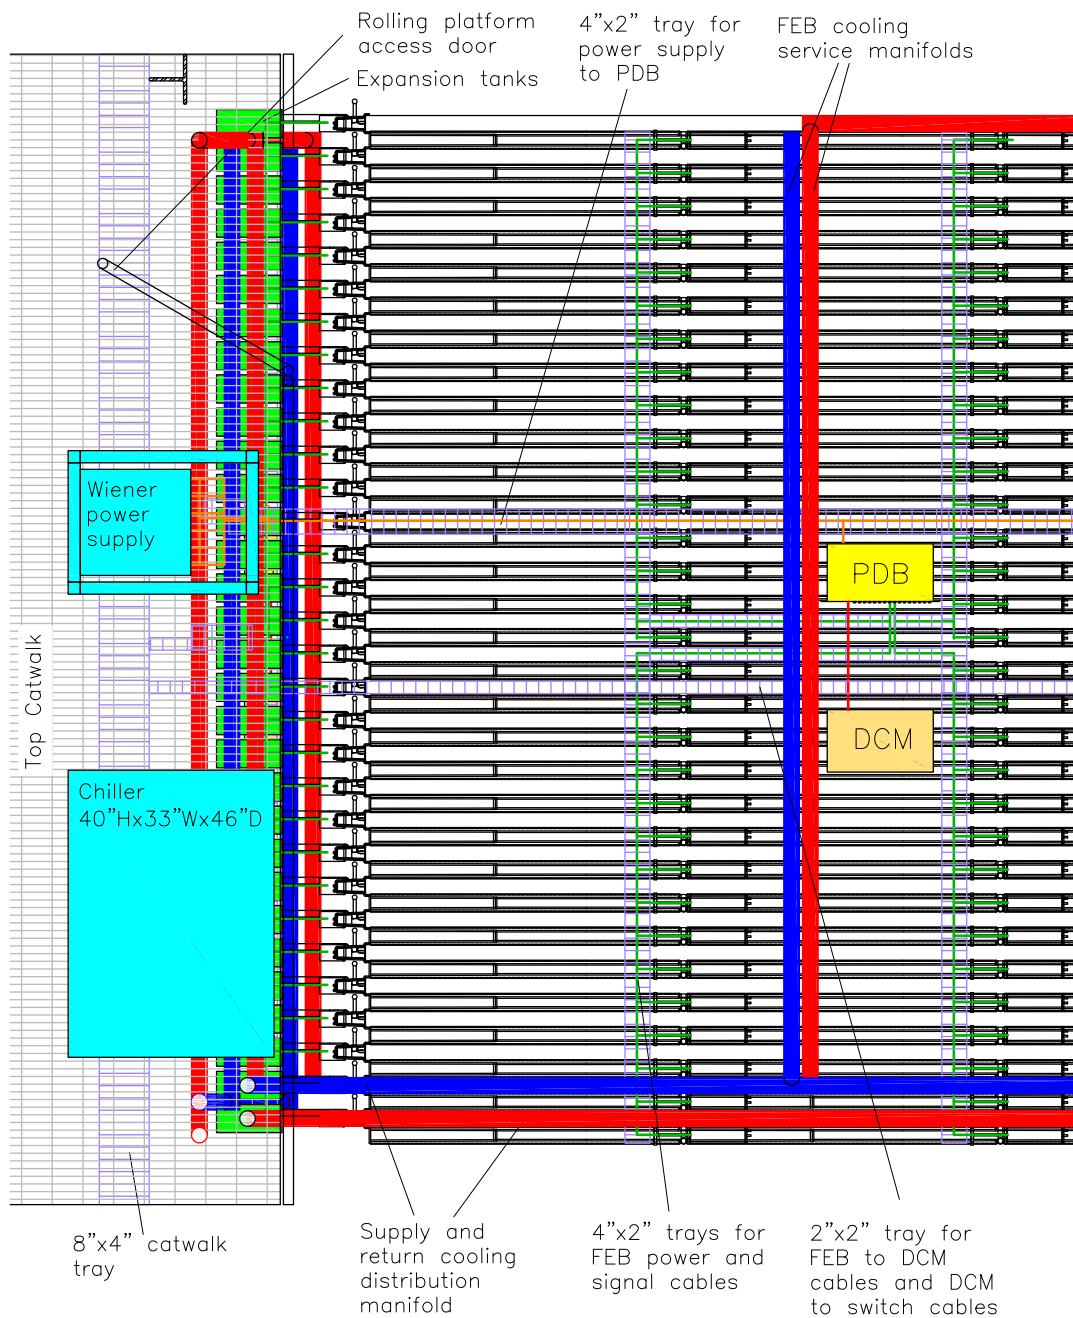 Rolling platform
access door
Expansion tanks
4”x2” tray for
power supply
to PDB
FEB cooling
service manifolds
Wiener
power
supply
PDB
Top Catwalk
DCM
Chiller
40”Hx33”Wx46”D
8”x4” catwalk
tray
Supply and
return cooling
distribution
manifold
4”x2” trays for
FEB power and
signal cables
2”x2” tray for
FEB to DCM
cables and DCM
to switch cables